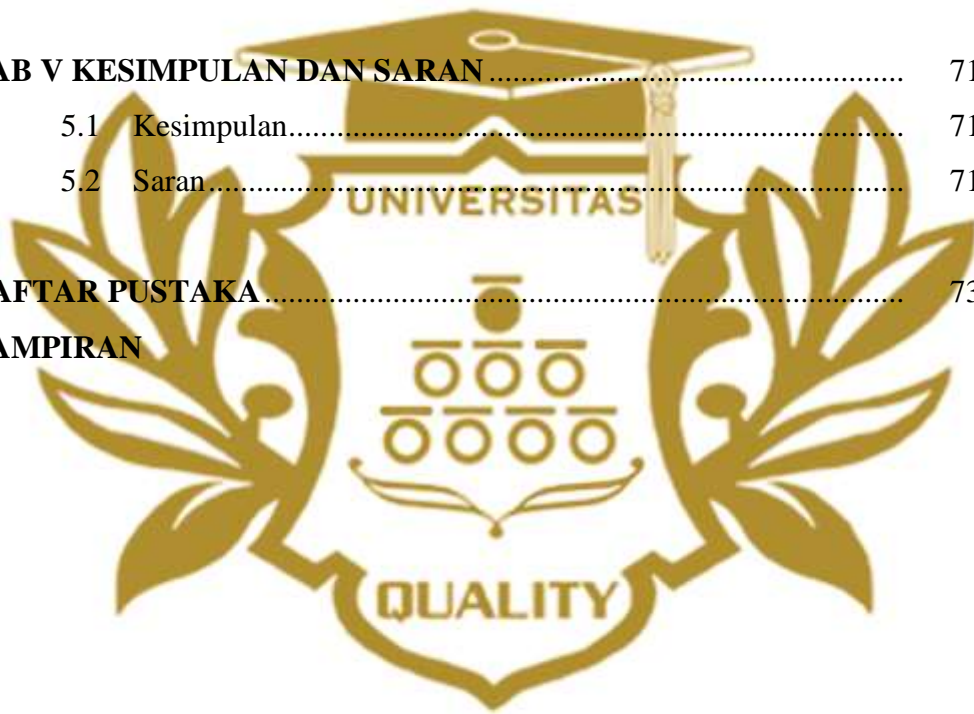 AB V KESIMPULAN DAN SARAN.................................................... 71
5.1 Kesimpulan............................................................................. 71
5.2 Saran....................................................................................... 71
UNIVERSITAS
AFTAR PUSTAKA................................................................................ 73
AMPIRAN
QUALITY